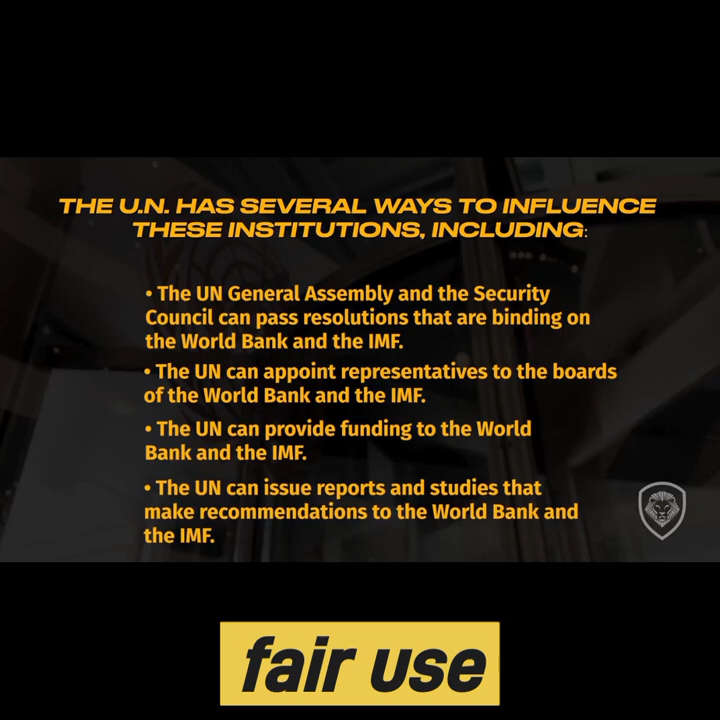 THE U.N. HAS SEVERAL WAYS TO INFLUENCE
THESE INSTITUTIONS, INCLUDING:
• The UN General Assembly and the Security
Council can pass resolutions that are binding on
the World Bank and the IMF.
• The UN can appoint representatives to the boards
of the World Bank and the IMF.
• The UN can provide funding to the World
Bank and the IMF.
• The UN can issue reports and studies that
make recommendations to the World Bank and
the IMF.
fair use